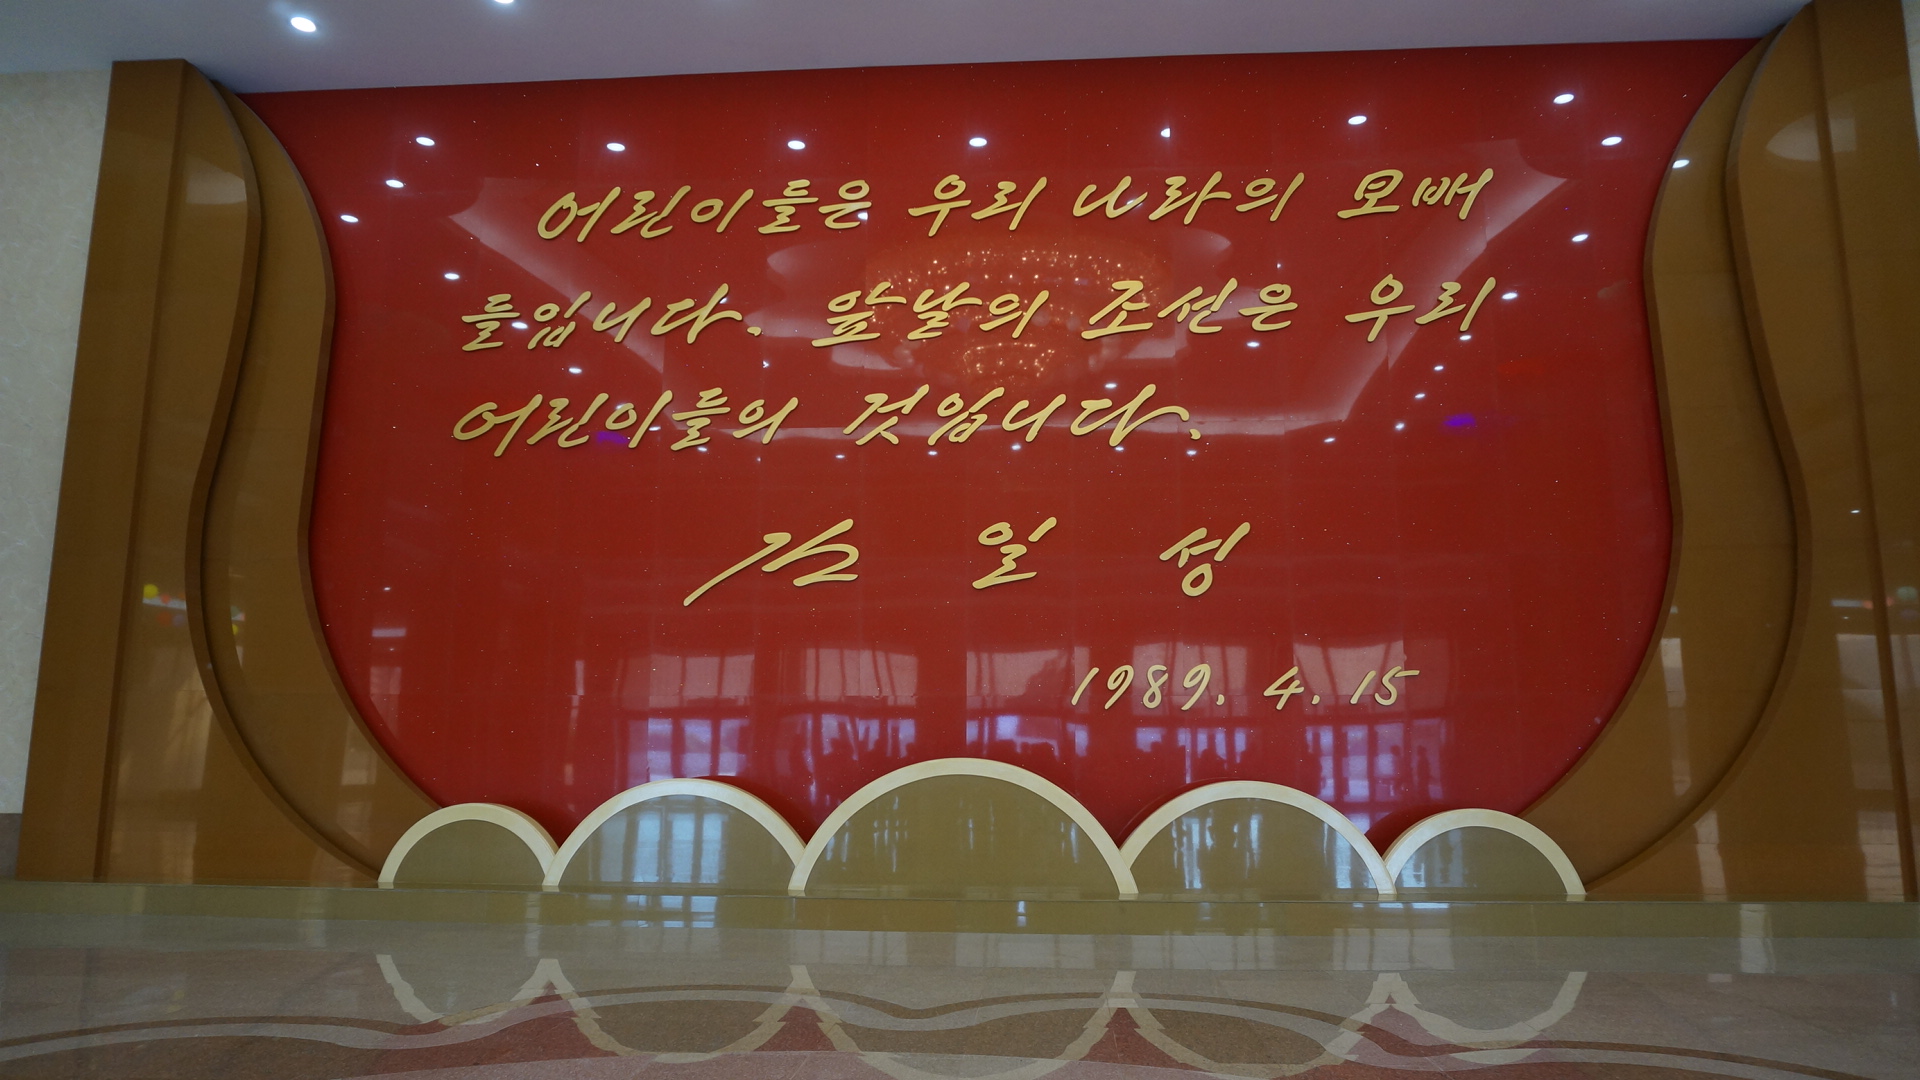 어린이들은 우리 나라의 보배
들입니다. 앞날의 조선은 우리
어린이들의 것입니다.
김 일 성
1989. 4. 15